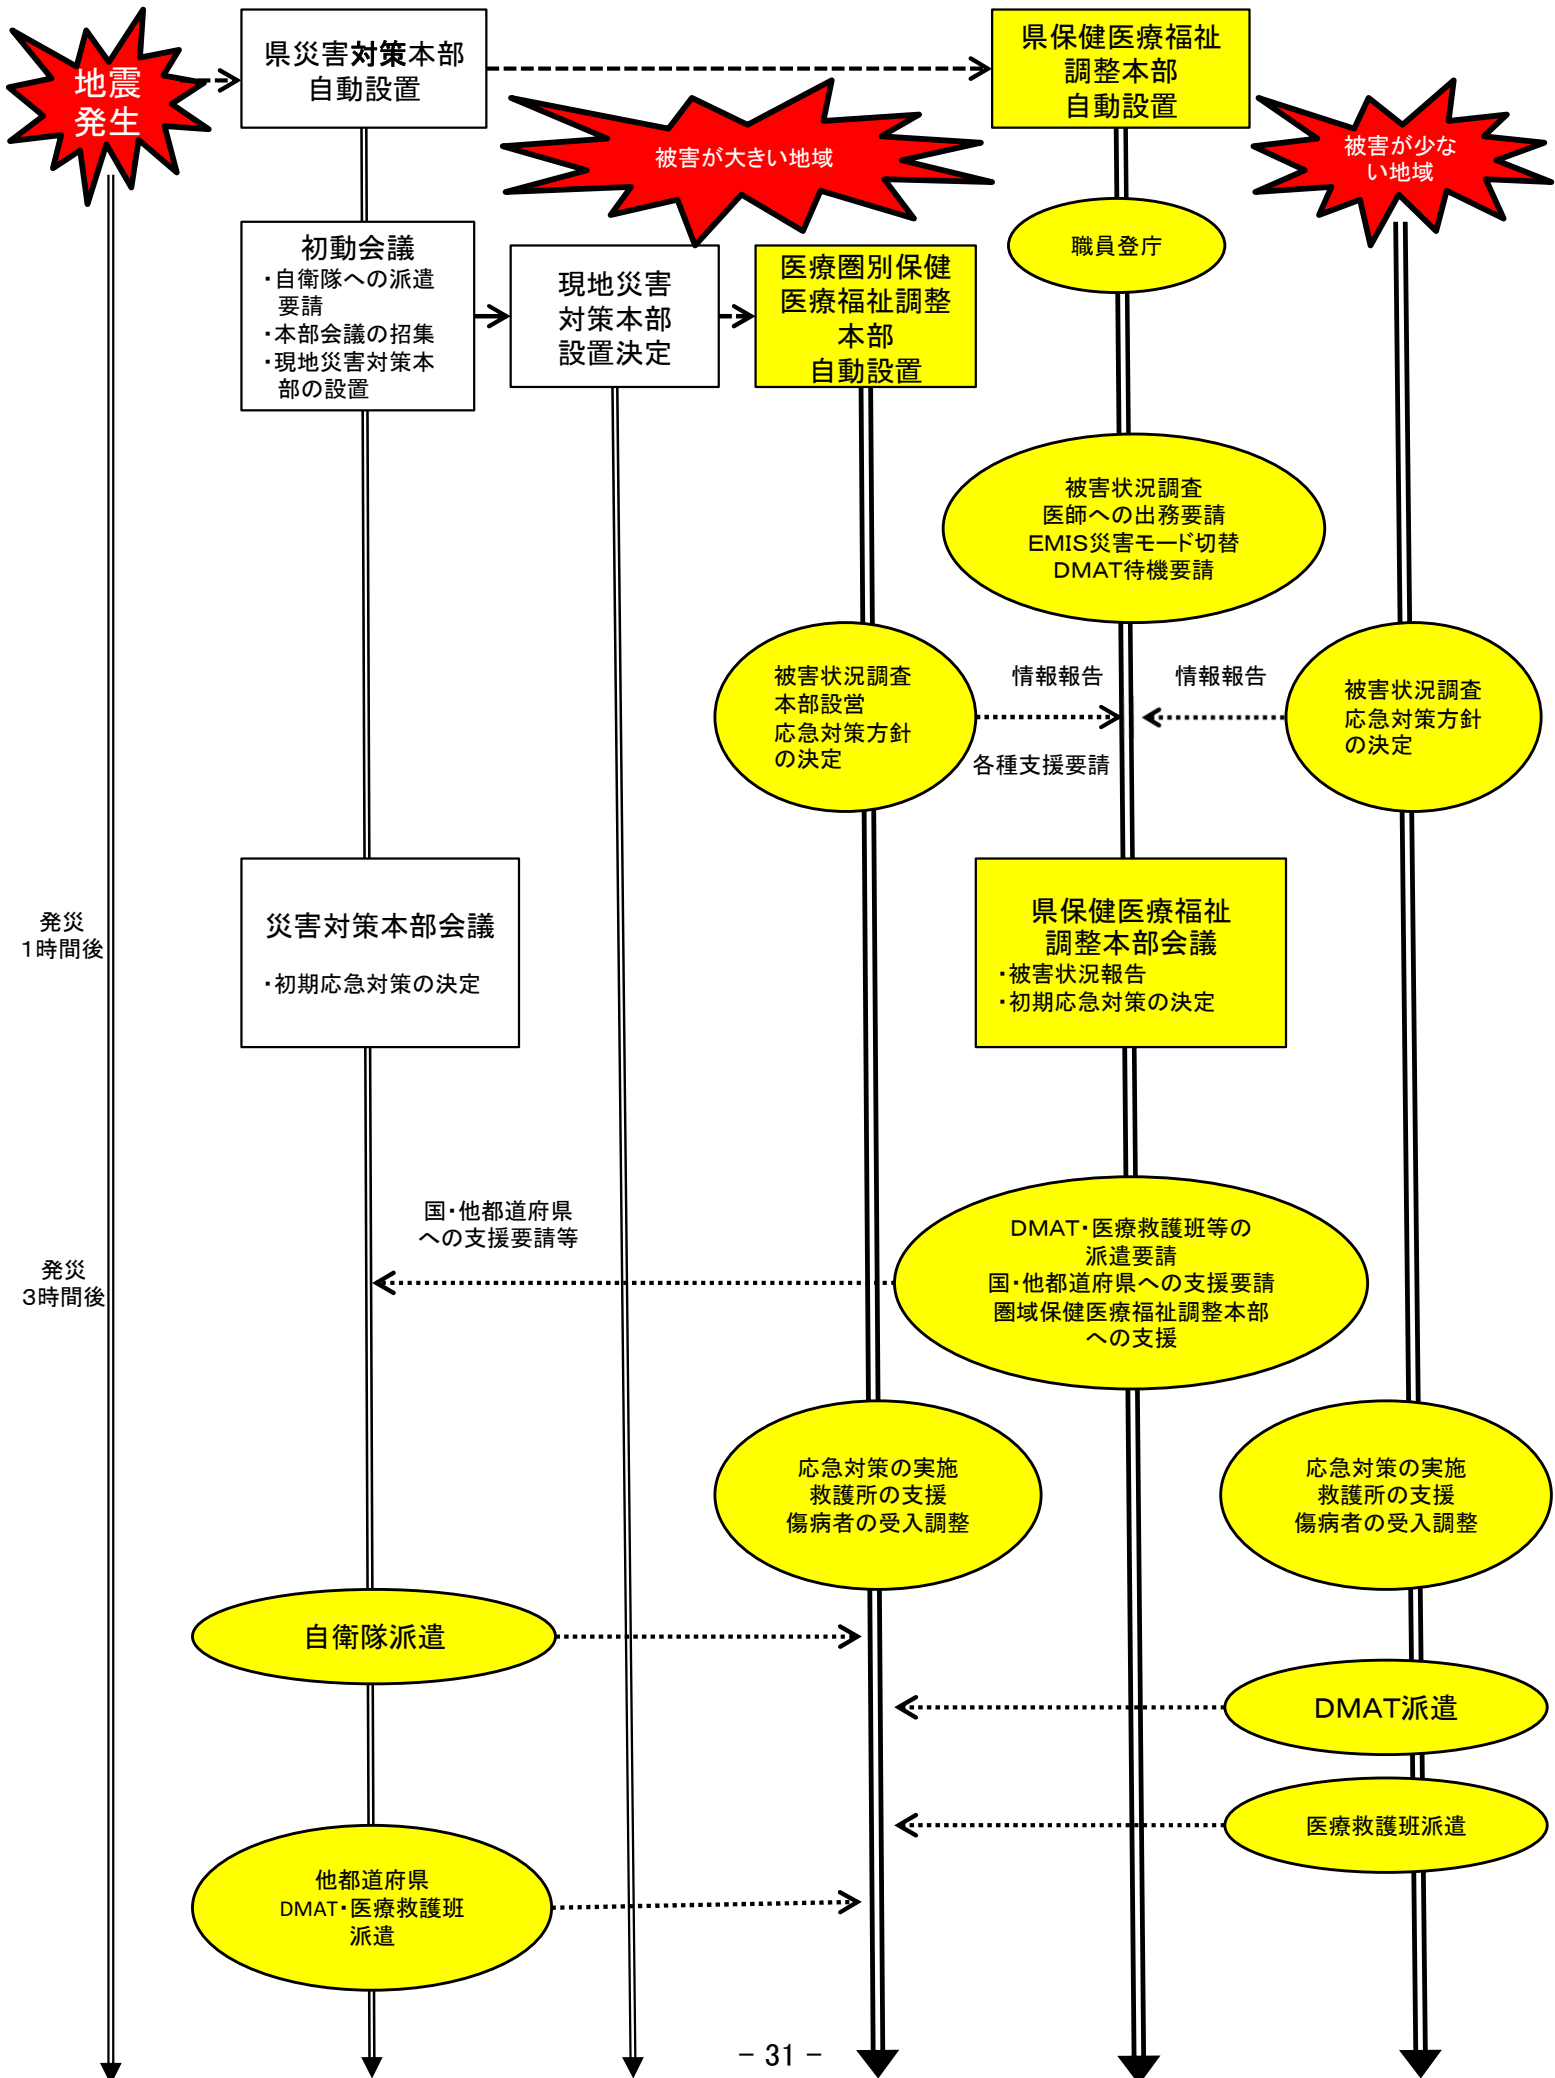 地震
発生
県災害対策本部
自動設置
県保健医療福祉
調整本部
自動設置
被害が大きい地域
被害が少な
い地域
初動会議
・自衛隊への派遣
要請
・本部会議の招集
・現地災害対策本
部の設置
現地災害
対策本部
設置決定
医療圏別保健
医療福祉調整
本部
自動設置
職員登庁
被害状況調査
医師への出務要請
EMIS災害モード切替
DMAT待機要請
被害状況調査
本部設営
応急対策方針
の決定
情報報告
各種支援要請
情報報告
被害状況調査
応急対策方針
の決定
発災
1時間後
災害対策本部会議
・初期応急対策の決定
県保健医療福祉
調整本部会議
・被害状況報告
・初期応急対策の決定
発災
3時間後
国・他都道府県
への支援要請等
DMAT・医療救護班等の
派遣要請
国・他都道府県への支援要請
圏域保健医療福祉調整本部
への支援
応急対策の実施
救護所の支援
傷病者の受入調整
応急対策の実施
救護所の支援
傷病者の受入調整
自衛隊派遣
DMAT派遣
医療救護班派遣
他都道府県
DMAT・医療救護班
派遣
－ 31 －